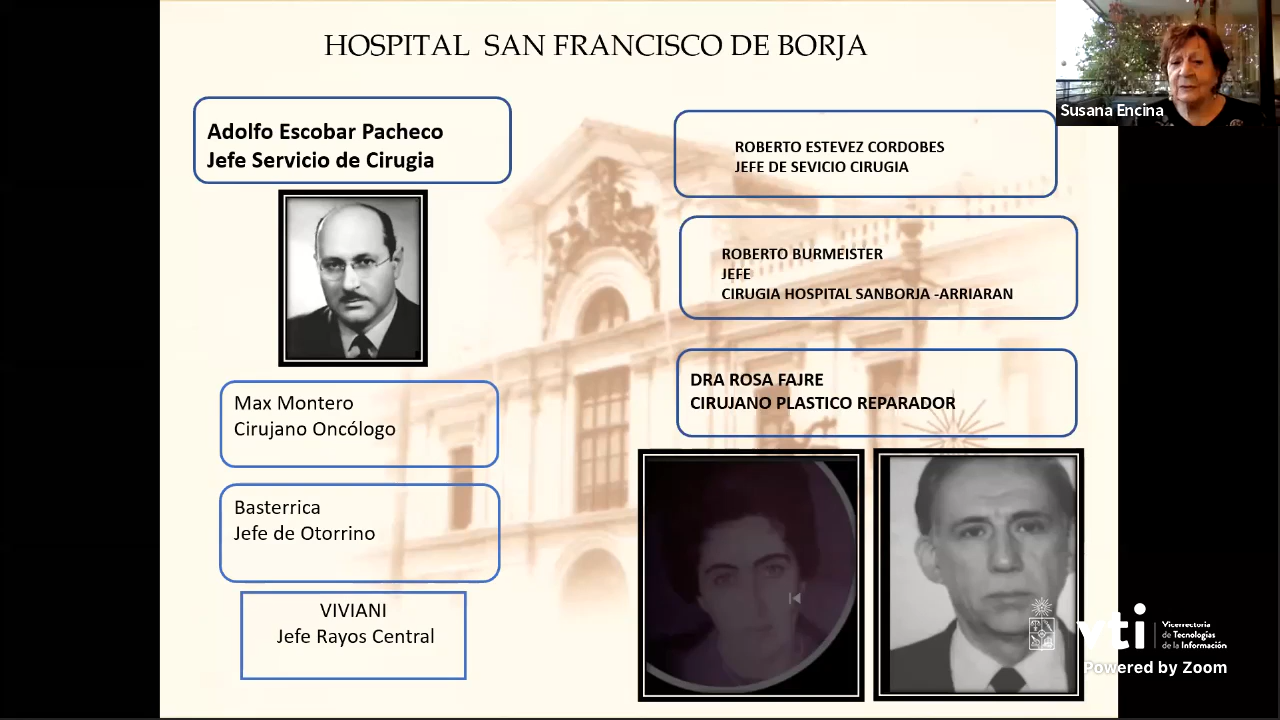 HOSPITAL SAN FRANCISCO DE BORJA
Susana Encina
Adolfo Escobar Pacheco
Jefe Servicio de Cirugia
Max Montero
Cirujano Oncólogo
Basterrica
Jefe de Otorrino
VIVIANI
Jefe Rayos Central
ROBERTO ESTEVEZ CORDOBES
JEFE DE SEVICIO CIRUGIA
ROBERTO BURMEISTER
JEFE
CIRUGIA HOSPITAL SANBORJA -ARRIARAN
DRA ROSA FAJRE
CIRUJANO PLASTICO REPARADOR
vti
Vicerrectoría
de Tecnologías
de la Información
Powered by Zoom